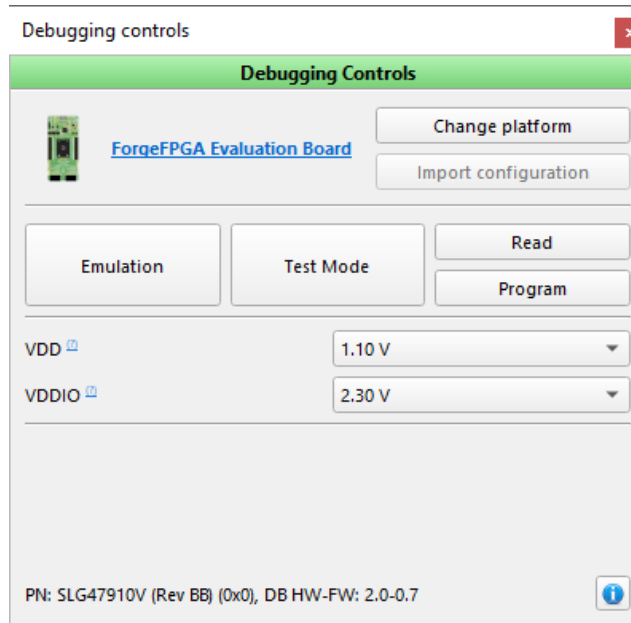 Debugging controls
Debugging Controls
ForgeFPGA Evaluation Board
Change platform
Import configuration
Emulation
Test Mode
Read
Program
VDD (?)
1.10 V
VDDIO (?)
2.30 V
PN: SLG47910V (Rev BB) (0x0), DB HW-FW: 2.0-0.7